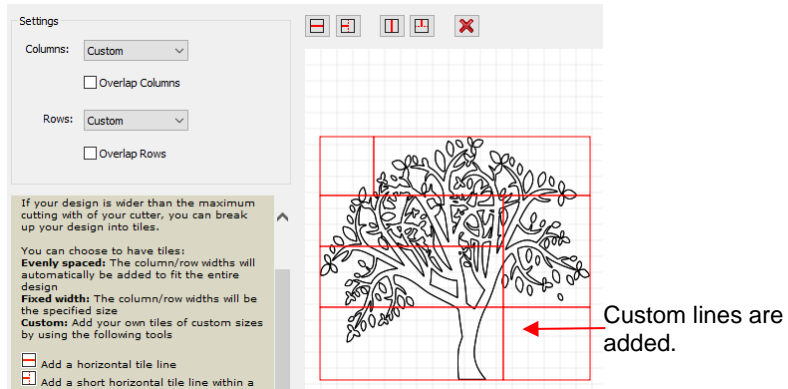 Settings
Columns: Custom
Overlap Columns
Rows: Custom
Overlap Rows
If your design is wider than the maximum
cutting with of your cutter, you can break
up your design into tiles.
You can choose to have tiles:
Evenly spaced: The column/row widths will
automatically be added to fit the entire
design
Fixed width: The column/row widths will be
the specified size
Custom: Add your own tiles of custom sizes
by using the following tools
Add a horizontal tile line
Add a short horizontal tile line within a
Custom lines are
added.